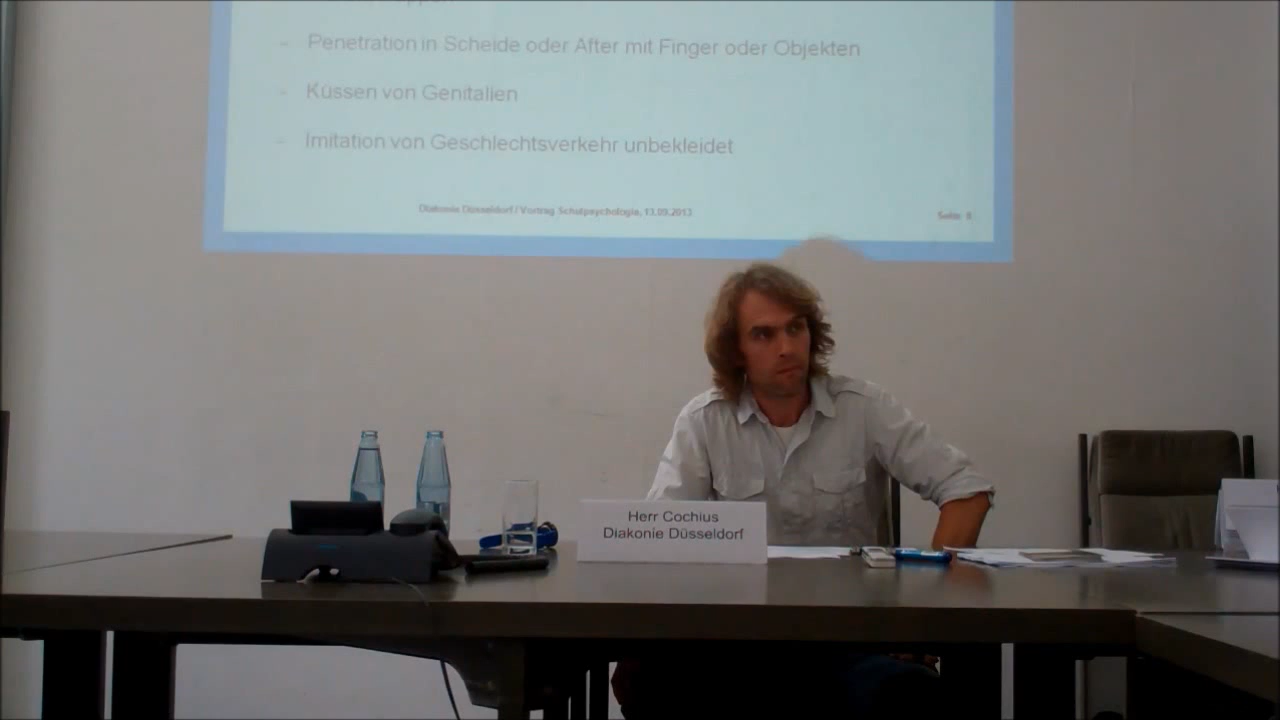 – Penetration in Scheide oder After mit Finger oder Objekten
– Küssen von Genitalien
– Imitation von Geschlechtsverkehr unbekleidet
Diakonie Düsseldorf / Vortrag Schulpsychologie, 13.09.2013
Seite: 8
Herr Cochius
Diakonie Düsseldorf